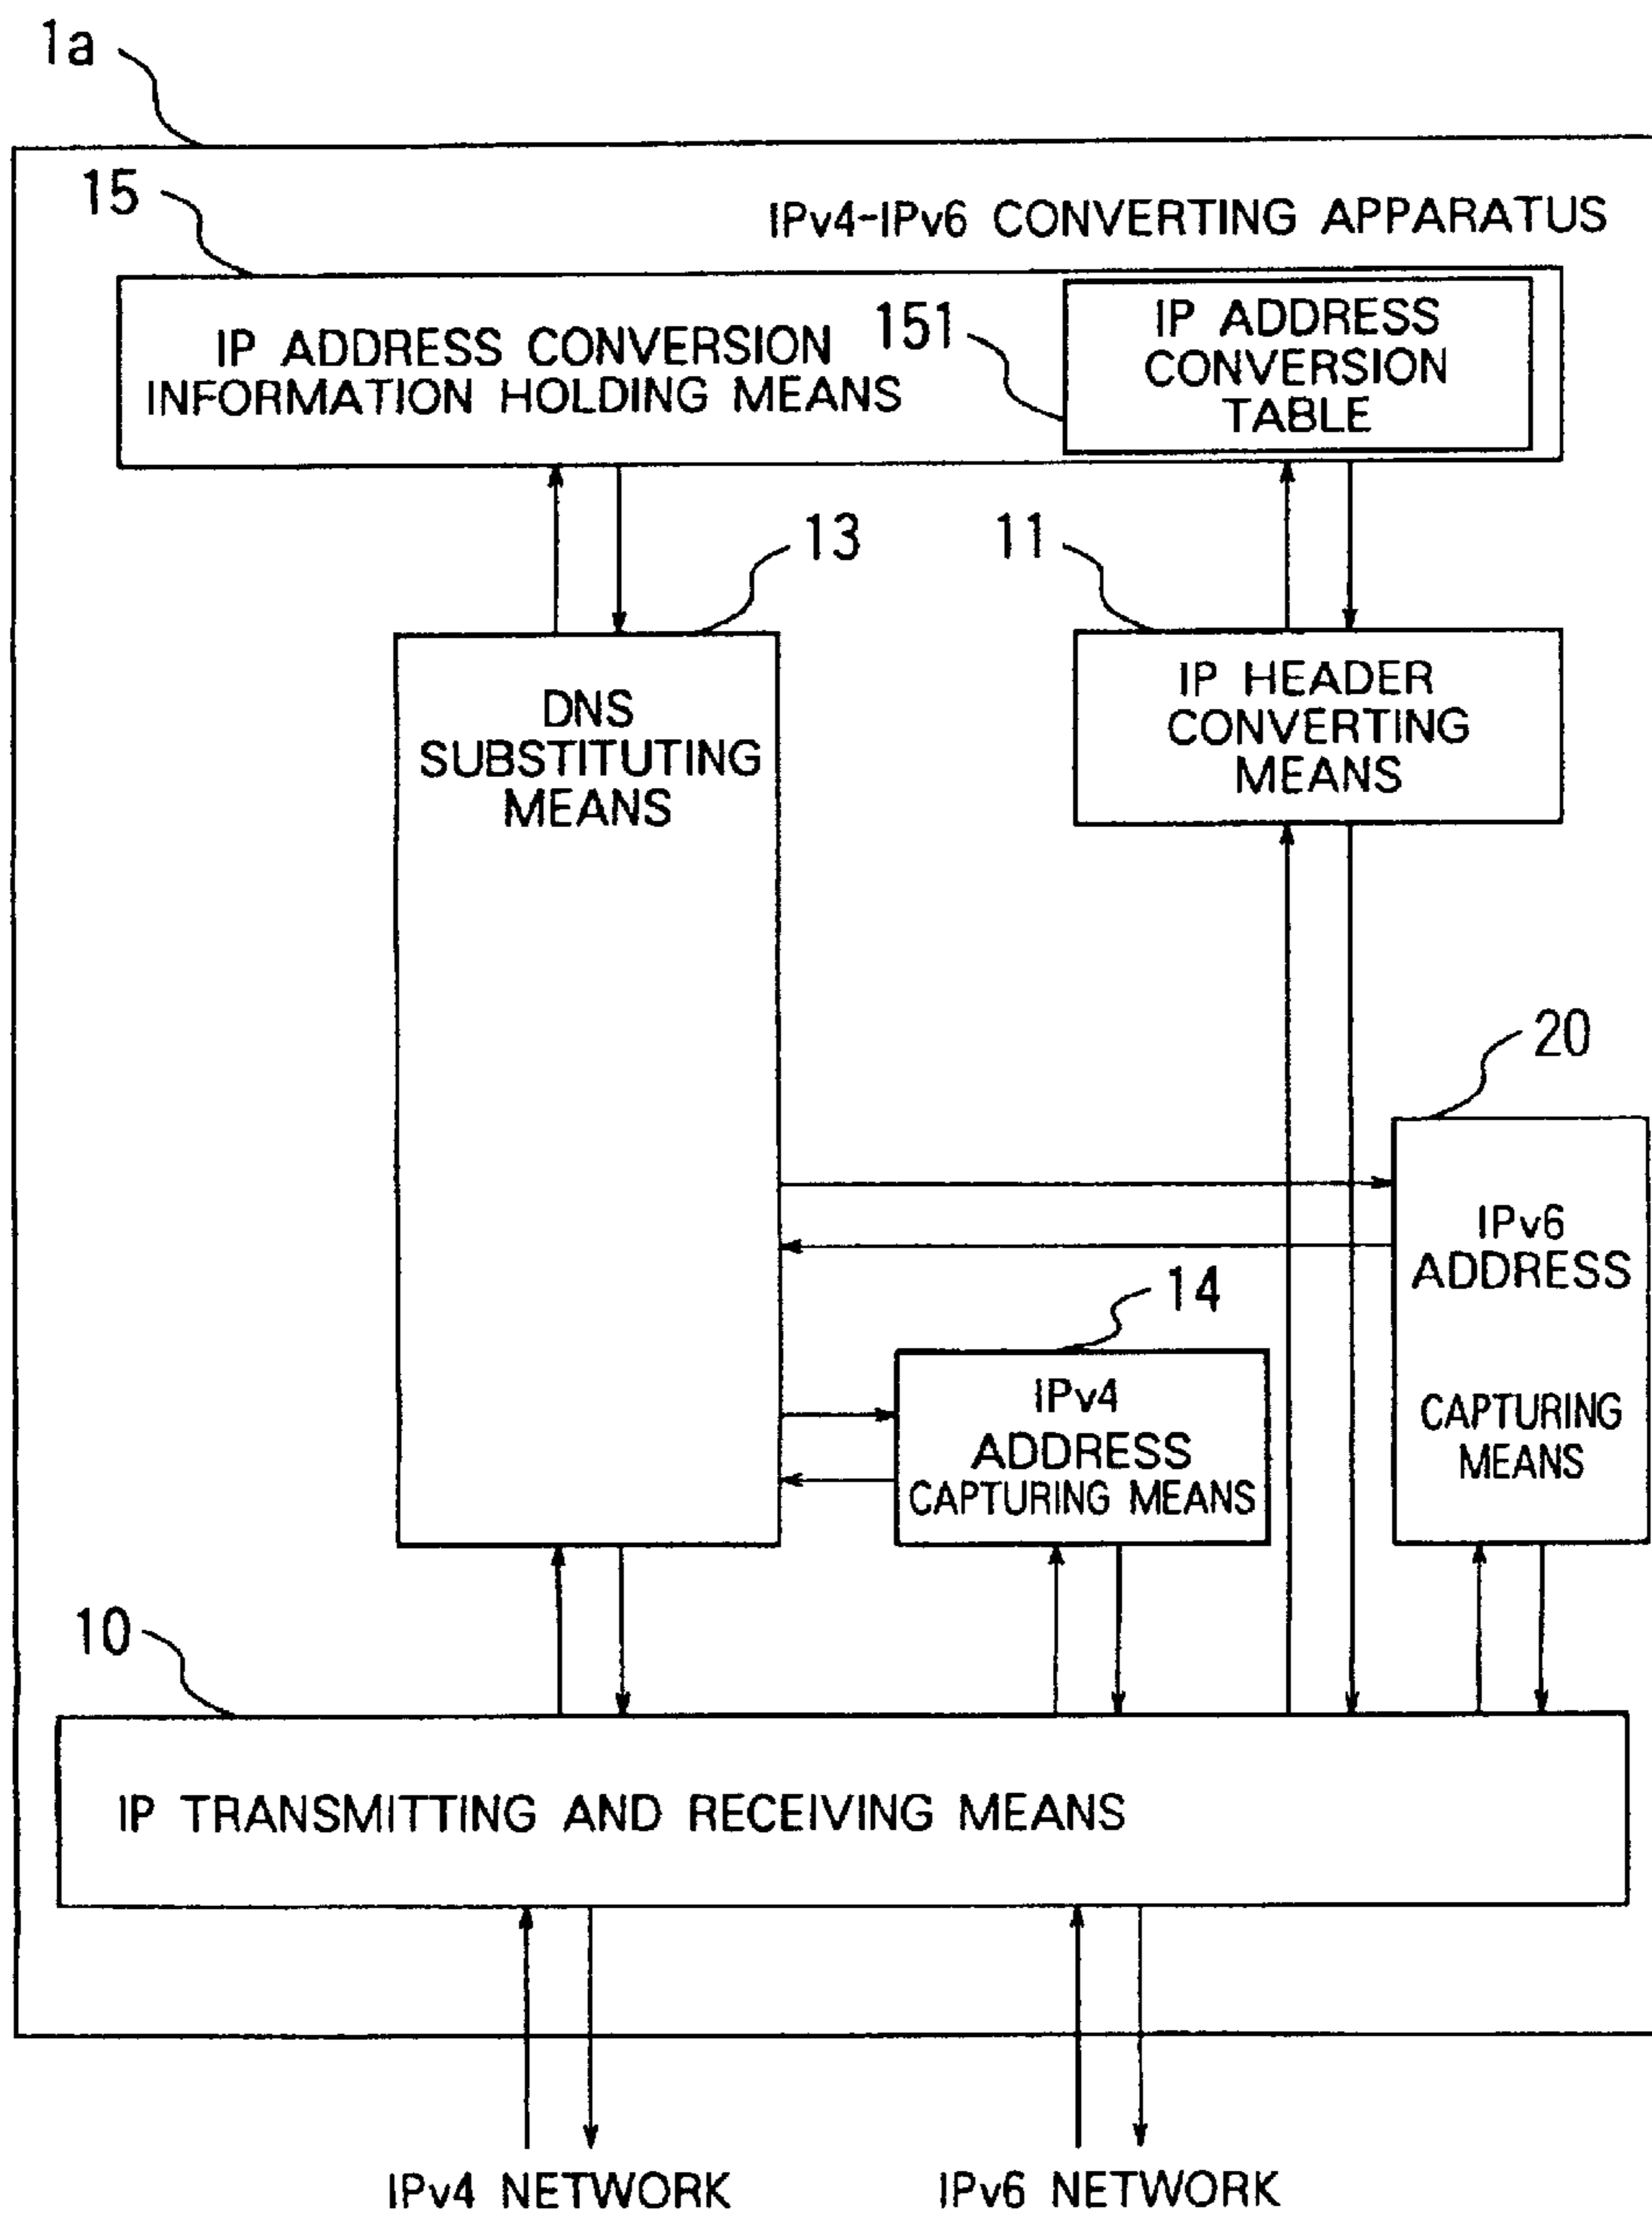 1a
15
IPv4-IPv6 CONVERTING APPARATUS
IP ADDRESS CONVERSION
INFORMATION HOLDING MEANS
151
IP ADDRESS
CONVERSION
TABLE
13
11
DNS
SUBSTITUTING
MEANS
IP HEADER
CONVERTING
MEANS
20
IPv6
ADDRESS
CAPTURING
MEANS
14
IPv4
ADDRESS
CAPTURING MEANS
10
IP TRANSMITTING AND RECEIVING MEANS
IPv4 NETWORK
IPv6 NETWORK